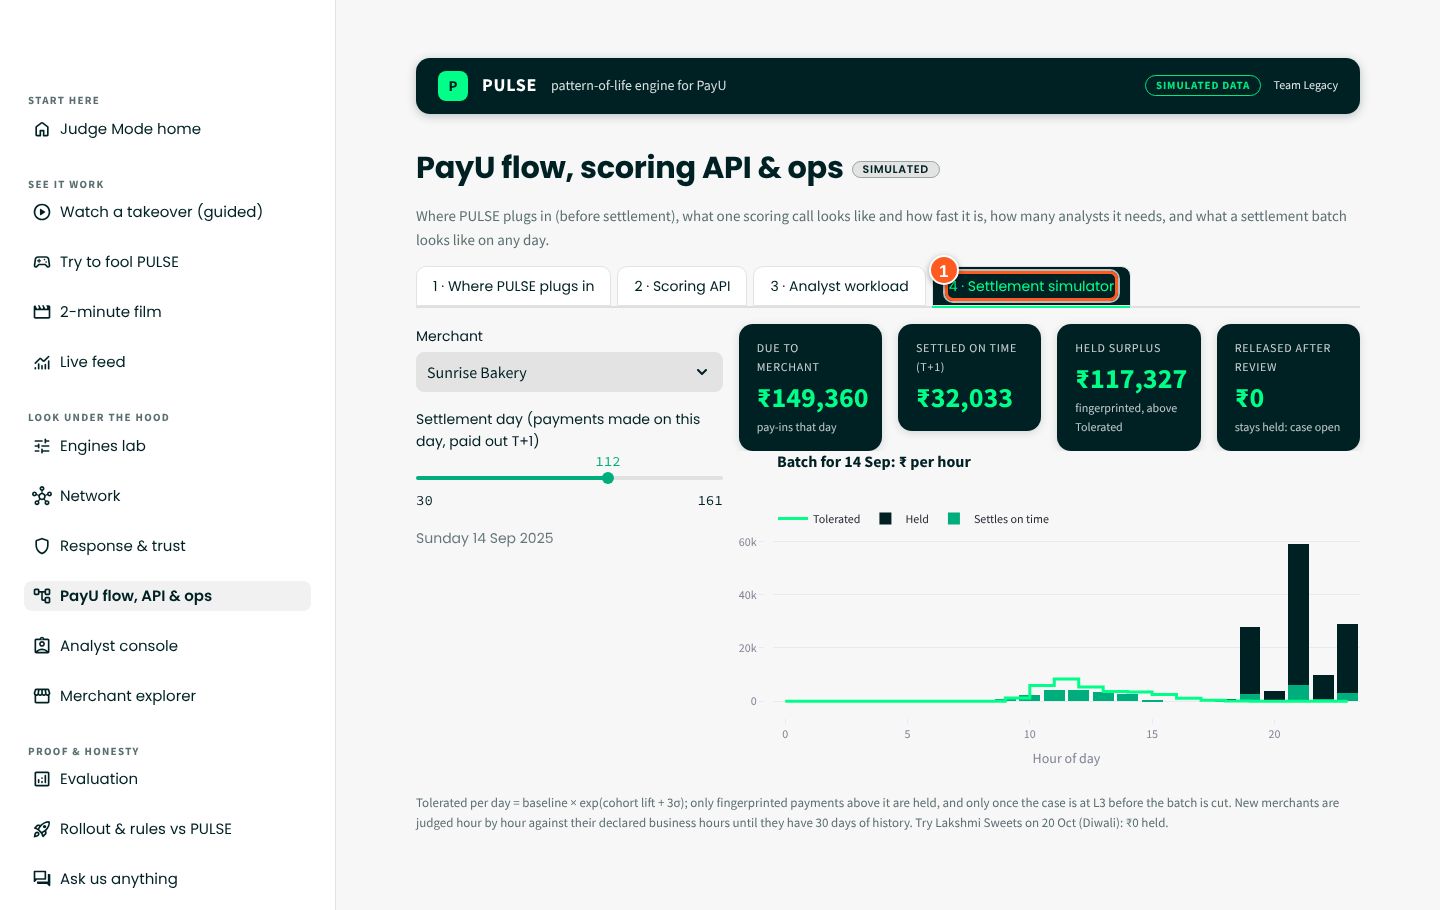 START HERE
Judge Mode home
SEE IT WORK
Watch a takeover (guided)
Try to fool PULSE
2-minute film
Live feed
LOOK UNDER THE HOOD
Engines lab
Network
Response & trust
PayU flow, API & ops
Analyst console
Merchant explorer
PROOF & HONESTY
Evaluation
Rollout & rules vs PULSE
Ask us anything
P PULSE pattern-of-life engine for PayU SIMULATED DATA Team Legacy
PayU flow, scoring API & ops SIMULATED
Where PULSE plugs in (before settlement), what one scoring call looks like and how fast it is, how many analysts it needs, and what a settlement batch
looks like on any day.
1 · Where PULSE plugs in 2 · Scoring API 3 · Analyst workload 1 4 · Settlement simulator
Merchant
Sunrise Bakery
Settlement day (payments made on this
day, paid out T+1)
112
30 161
Sunday 14 Sep 2025
DUE TO
MERCHANT
₹149,360
pay-ins that day
SETTLED ON TIME
(T+1)
₹32,033
HELD SURPLUS
₹117,327
fingerprinted, above
Tolerated
RELEASED AFTER
REVIEW
₹0
stays held: case open
Batch for 14 Sep: ₹ per hour
Tolerated Held Settles on time
60k
40k
20k
0
0 5 10 15 20
Hour of day
Tolerated per day = baseline × exp(cohort lift + 3σ); only fingerprinted payments above it are held, and only once the case is at L3 before the batch is cut. New merchants are
judged hour by hour against their declared business hours until they have 30 days of history. Try Lakshmi Sweets on 20 Oct (Diwali): ₹0 held.